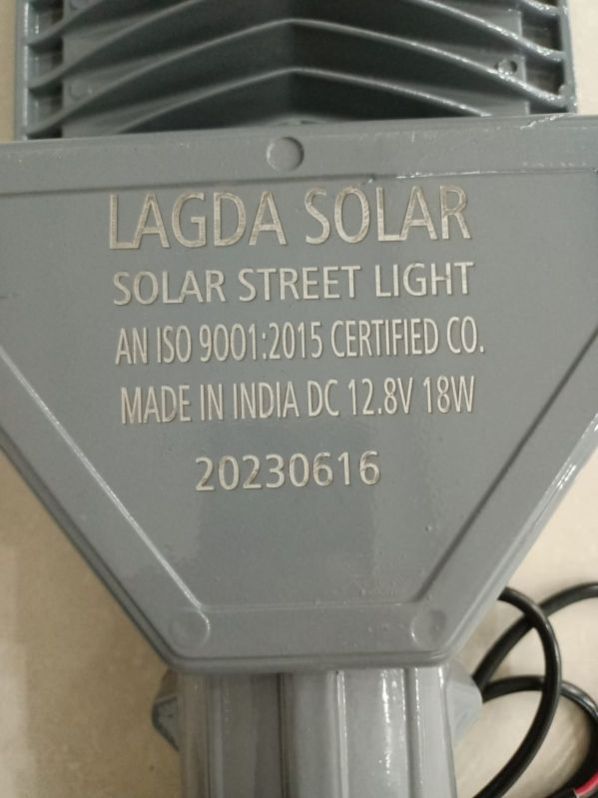 LAGDA SOLAR
SOLAR STREET LIGHT
AN ISO 9001:2015 CERTIFIED CO.
MADE IN INDIA DC 12.8V 18W
20230616